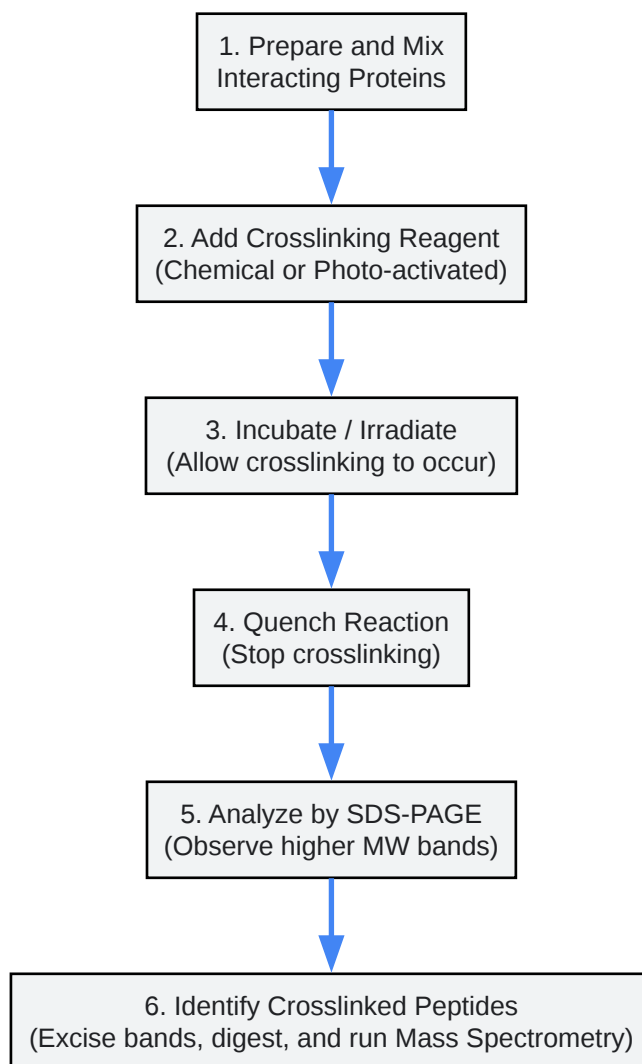 1. Prepare and Mix
Interacting Proteins
2. Add Crosslinking Reagent
(Chemical or Photo-activated)
3. Incubate / Irradiate
(Allow crosslinking to occur)
4. Quench Reaction
(Stop crosslinking)
5. Analyze by SDS-PAGE
(Observe higher MW bands)
6. Identify Crosslinked Peptides
(Excise bands, digest, and run Mass Spectrometry)